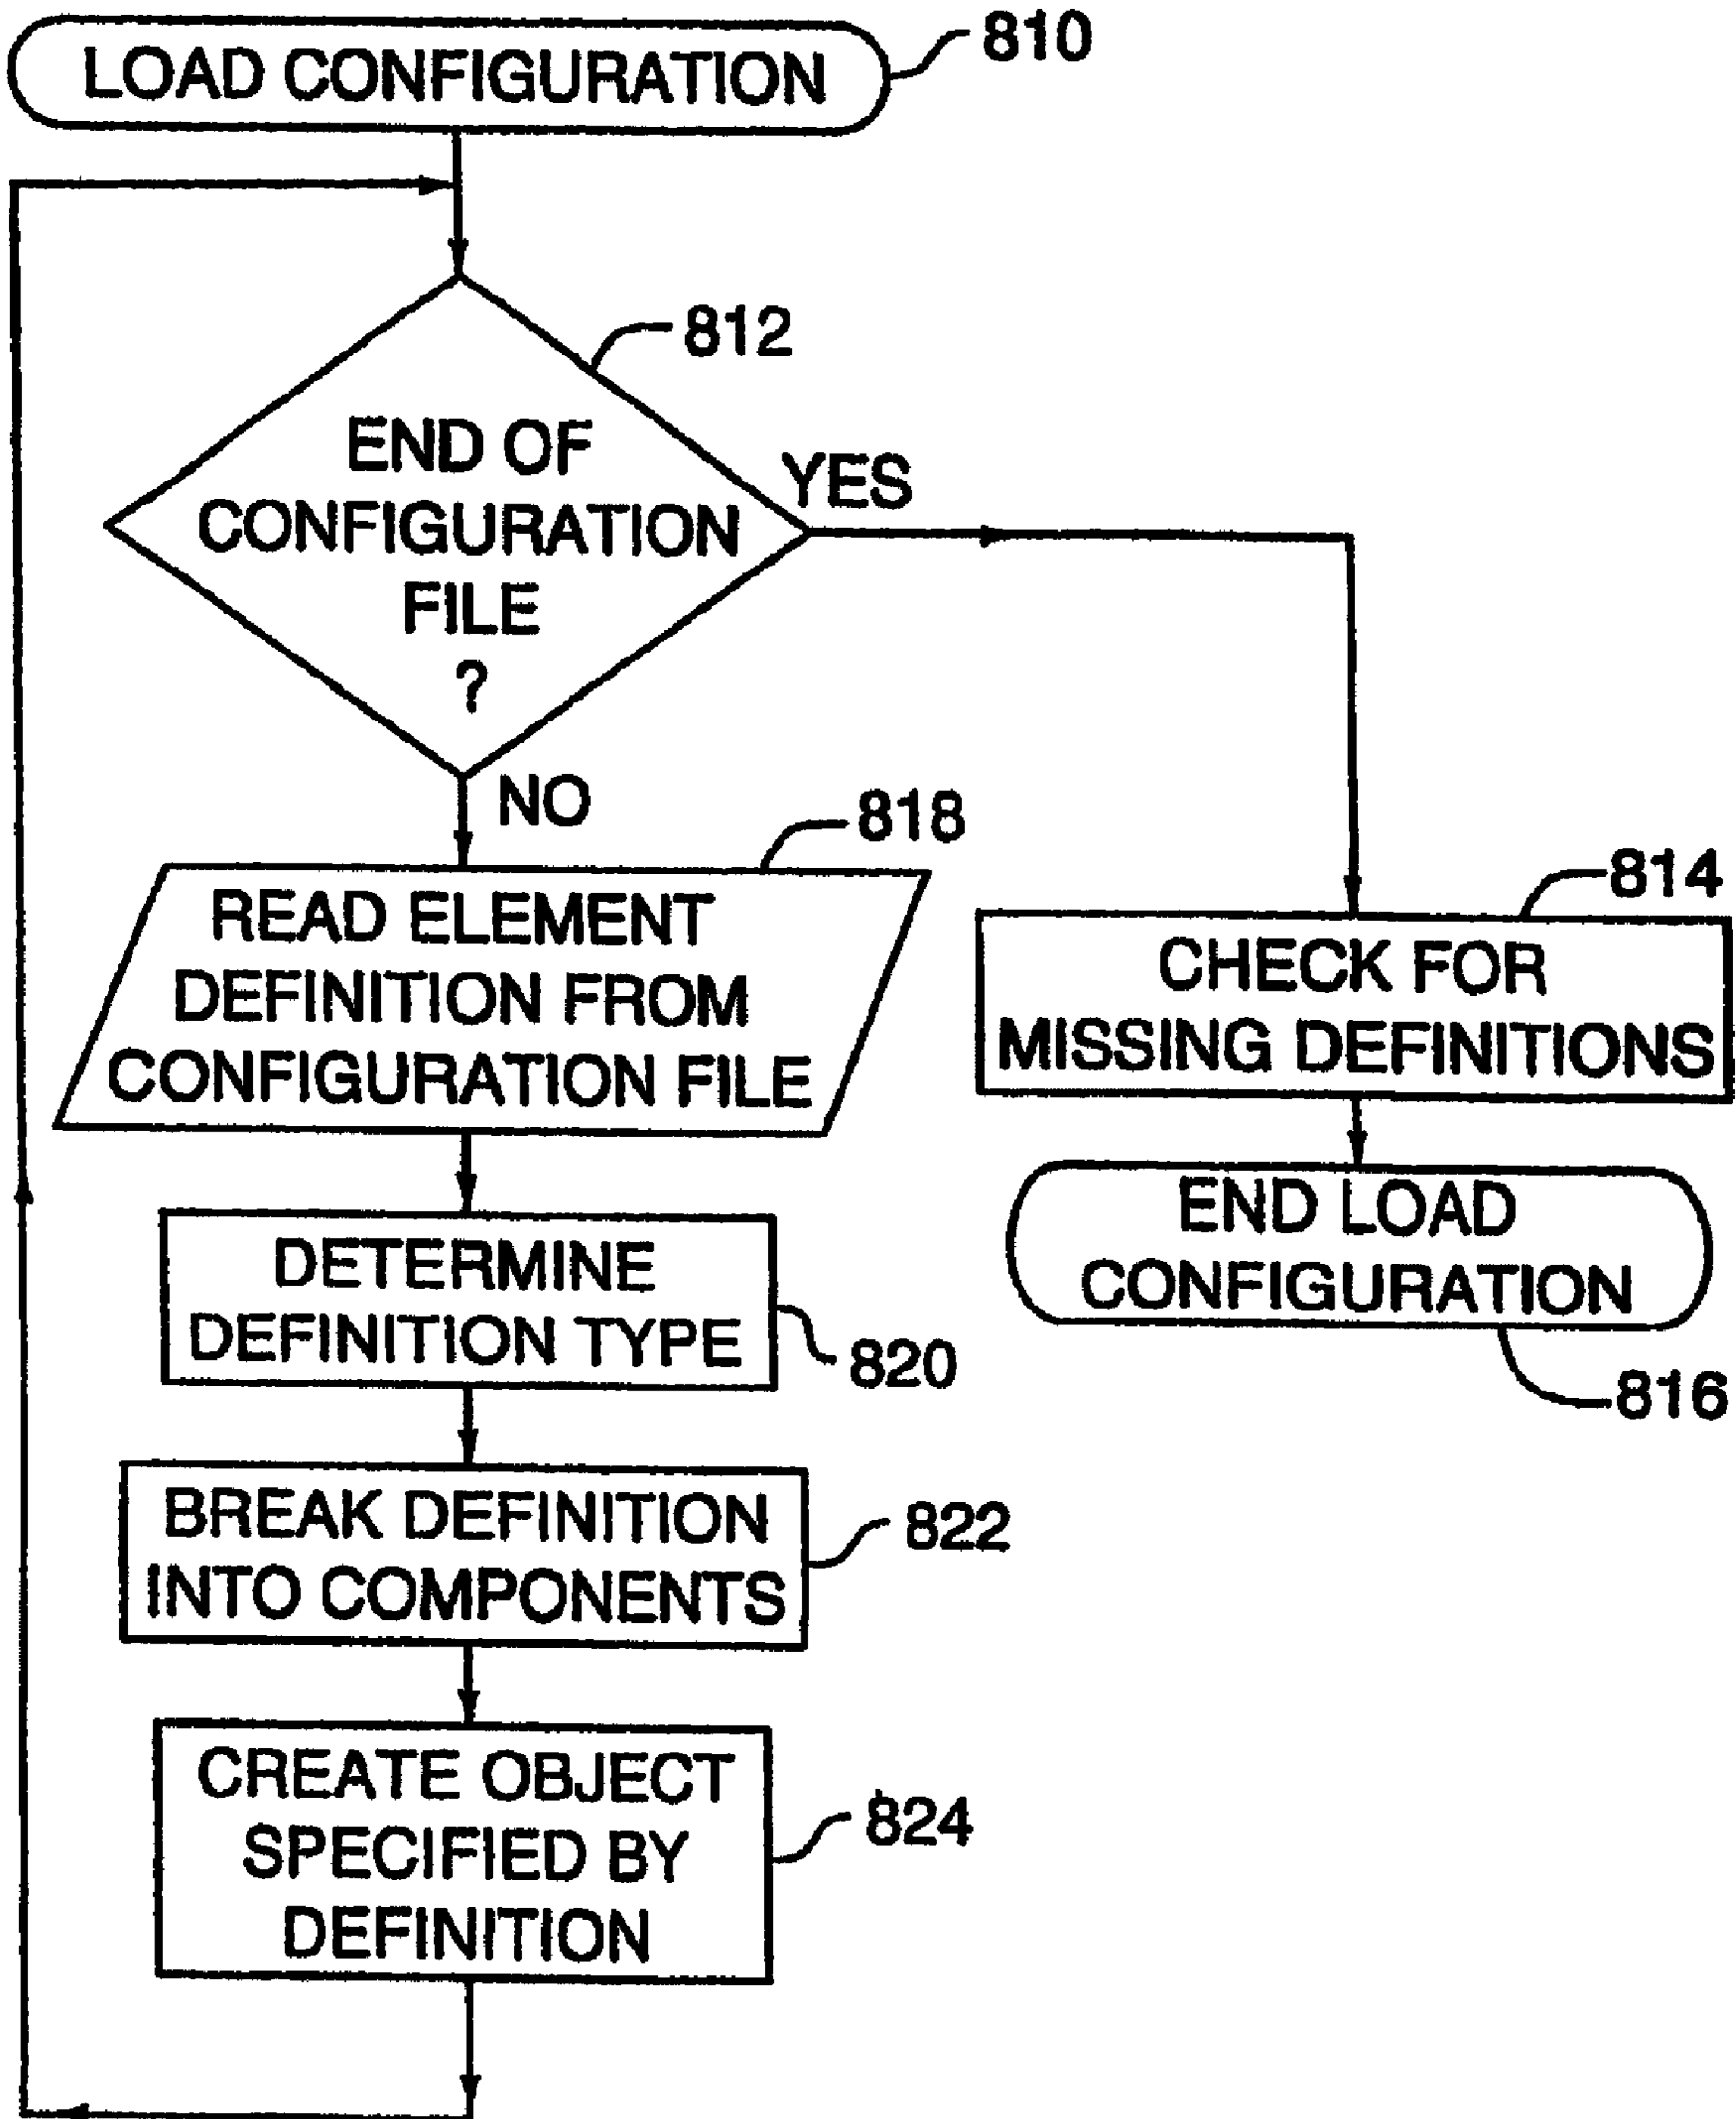 LOAD CONFIGURATION
810
812
END OF
CONFIGURATION
FILE
?
YES
NO
818
READ ELEMENT
DEFINITION FROM
CONFIGURATION FILE
814
CHECK FOR
MISSING DEFINITIONS
END LOAD
CONFIGURATION
816
DETERMINE
DEFINITION TYPE
820
BREAK DEFINITION
INTO COMPONENTS
822
CREATE OBJECT
SPECIFIED BY
DEFINITION
824